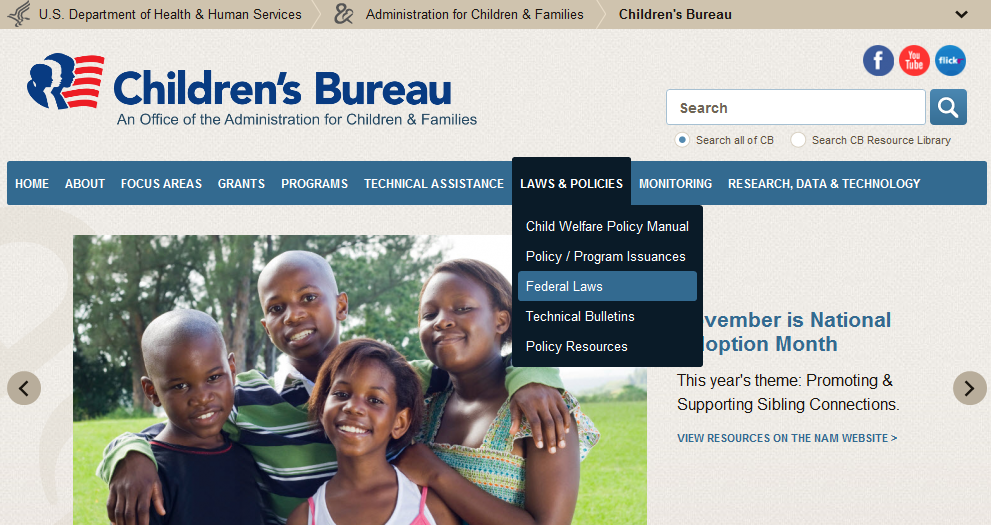 U.S. Department of Health & Human Services
Administration for Children & Families
Children's Bureau
Children's Bureau
An Office of the Administration for Children & Families
f
You Tube
flickr
Search
Search all of CB
Search CB Resource Library
HOME ABOUT FOCUS AREAS GRANTS PROGRAMS TECHNICAL ASSISTANCE LAWS & POLICIES MONITORING RESEARCH, DATA & TECHNOLOGY
Child Welfare Policy Manual
Policy / Program Issuances
Federal Laws
Technical Bulletins
Policy Resources
vember is National
option Month
This year's theme: Promoting &
Supporting Sibling Connections.
VIEW RESOURCES ON THE NAM WEBSITE >